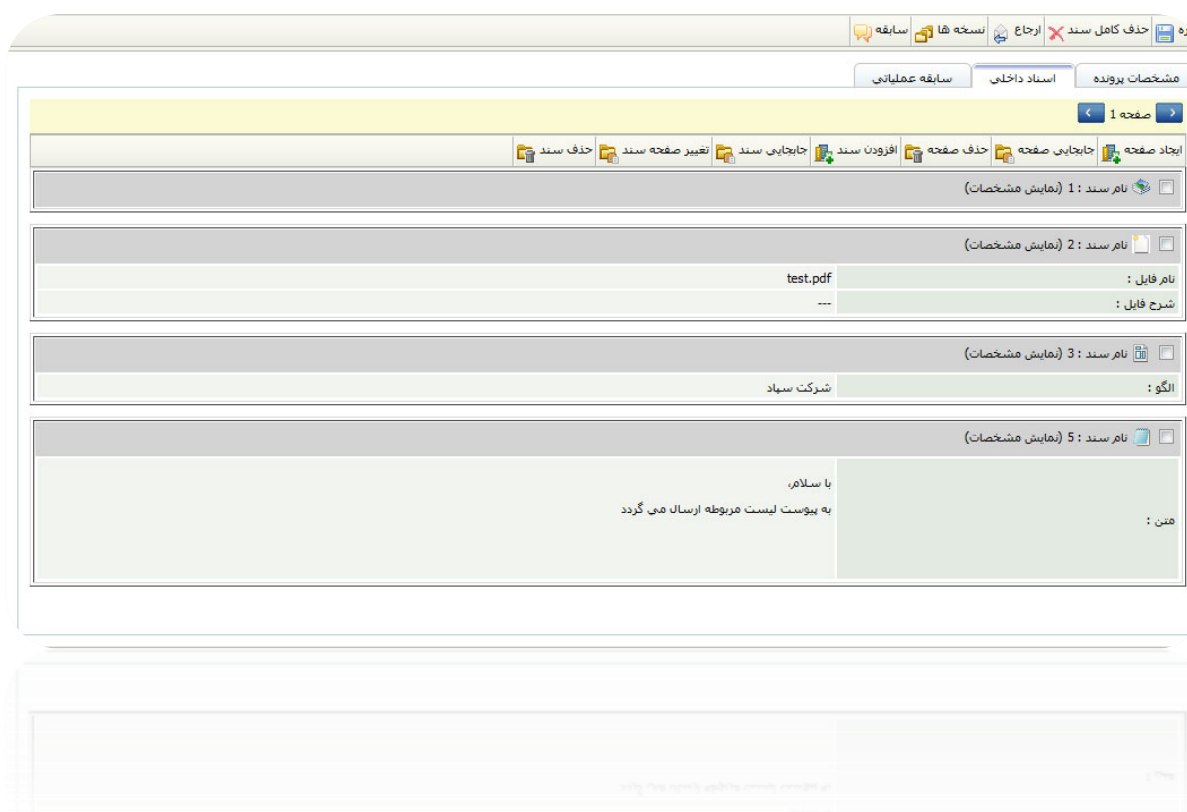 حذف کامل سند ارجاع نسخه ها سابقه
مشخصات پرونده اسناد داخلی سابقه عملیاتی
صفحه 1
ایجاد صفحه جابجایی صفحه حذف صفحه افزودن سند جابجایی سند تغییر صفحه سند حذف سند
نام سند : 1 (نمایش مشخصات)
نام سند : 2 (نمایش مشخصات)
نام فایل : test.pdf
شرح فایل : ---
نام سند : 3 (نمایش مشخصات)
الگو : شرکت سپاد
نام سند : 5 (نمایش مشخصات)
با سلام,
به پیوست لیست مربوطه ارسال می گردد
متن :